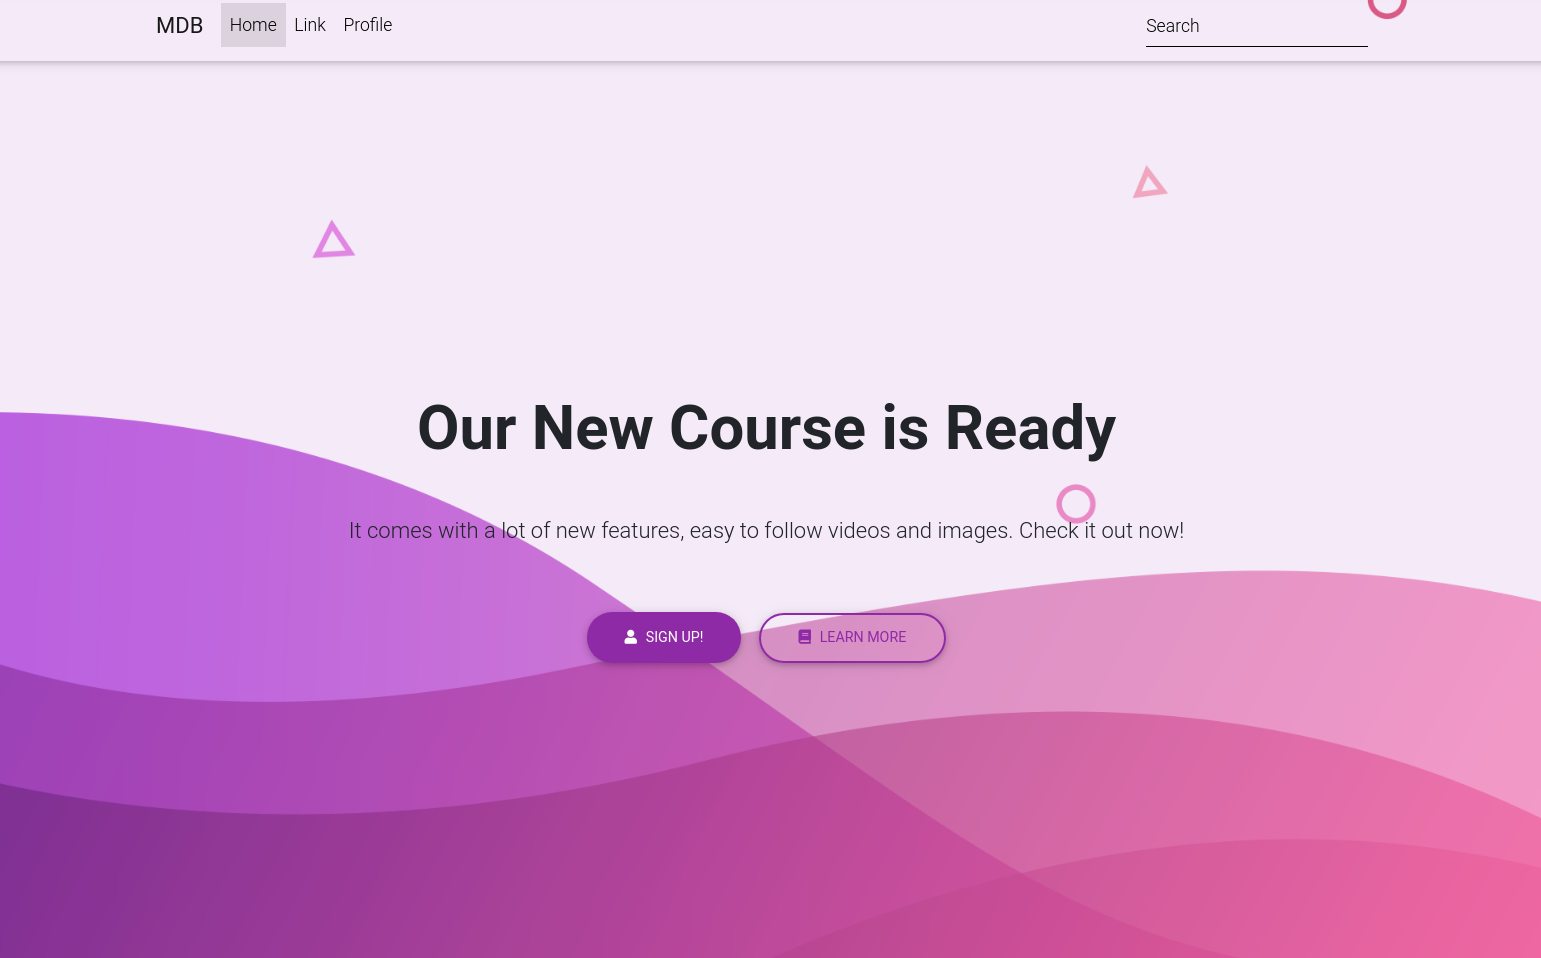 MDB Home Link Profile Search
Our New Course is Ready
It comes with a lot of new features, easy to follow videos and images. Check it out now!
SIGN UP! LEARN MORE